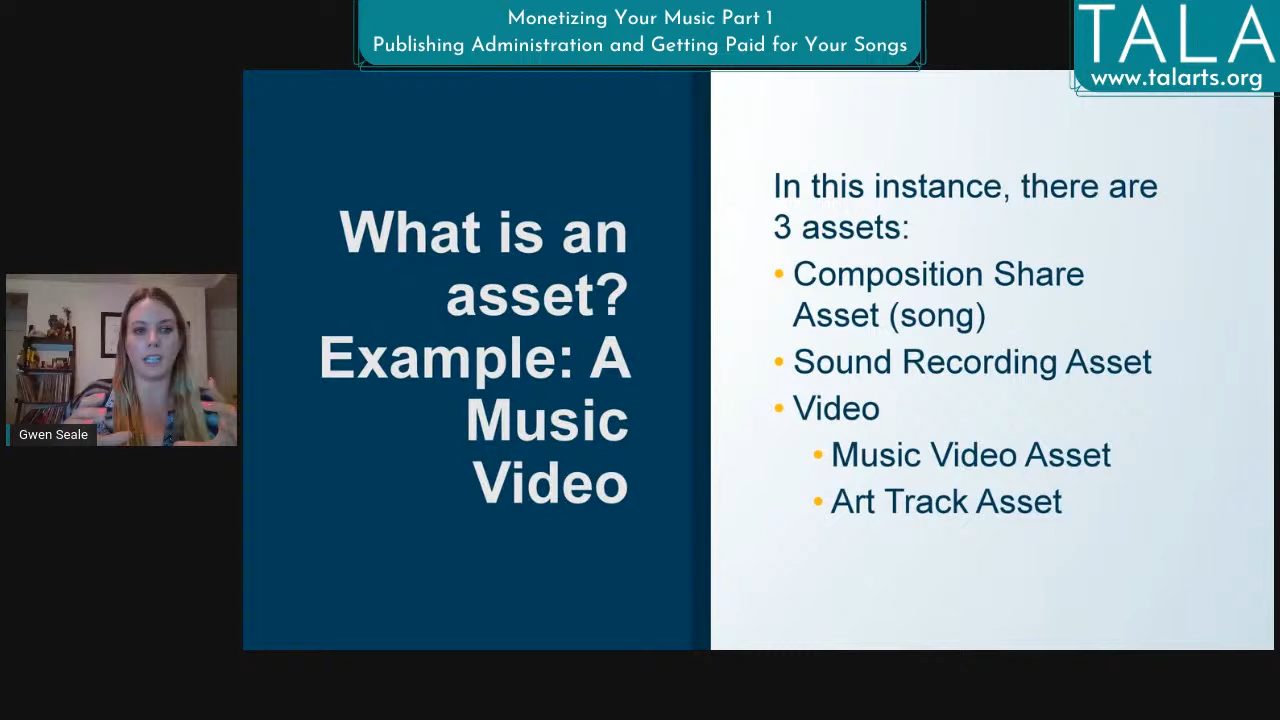 Monetizing Your Music Part 1
Publishing Administration and Getting Paid for Your Songs
TALA
www.talarts.org
What is an
asset?
Example: A
Music
Video
In this instance, there are
3 assets:
• Composition Share
Asset (song)
• Sound Recording Asset
• Video
• Music Video Asset
• Art Track Asset
Gwen Seale